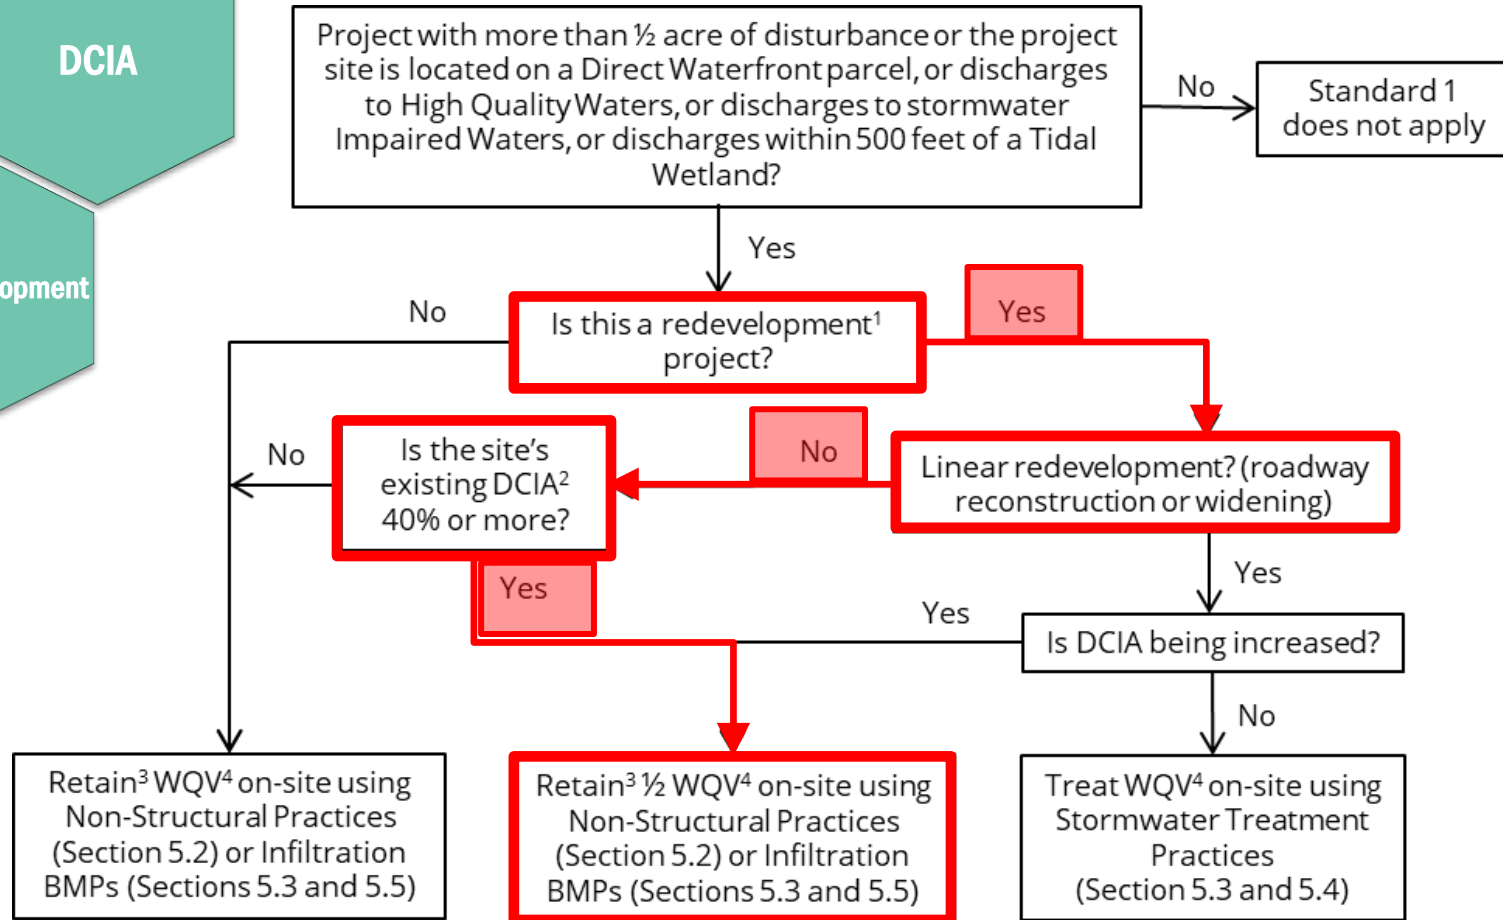 DCIA
opment
Project with more than ½ acre of disturbance or the project
site is located on a Direct Waterfront parcel, or discharges
to High Quality Waters, or discharges to stormwater
Impaired Waters, or discharges within 500 feet of a Tidal
Wetland?
No
Standard 1
does not apply
Yes
No
Is this a redevelopment¹
project?
Yes
No
Is the site's
existing DCIA²
40% or more?
No
Linear redevelopment? (roadway
reconstruction or widening)
Yes
Yes
Yes
Is DCIA being increased?
No
Retain³ WQV⁴ on-site using
Non-Structural Practices
(Section 5.2) or Infiltration
BMPs (Sections 5.3 and 5.5)
Retain³ ½ WQV⁴ on-site using
Non-Structural Practices
(Section 5.2) or Infiltration
BMPs (Sections 5.3 and 5.5)
Treat WQV⁴ on-site using
Stormwater Treatment
Practices
(Section 5.3 and 5.4)